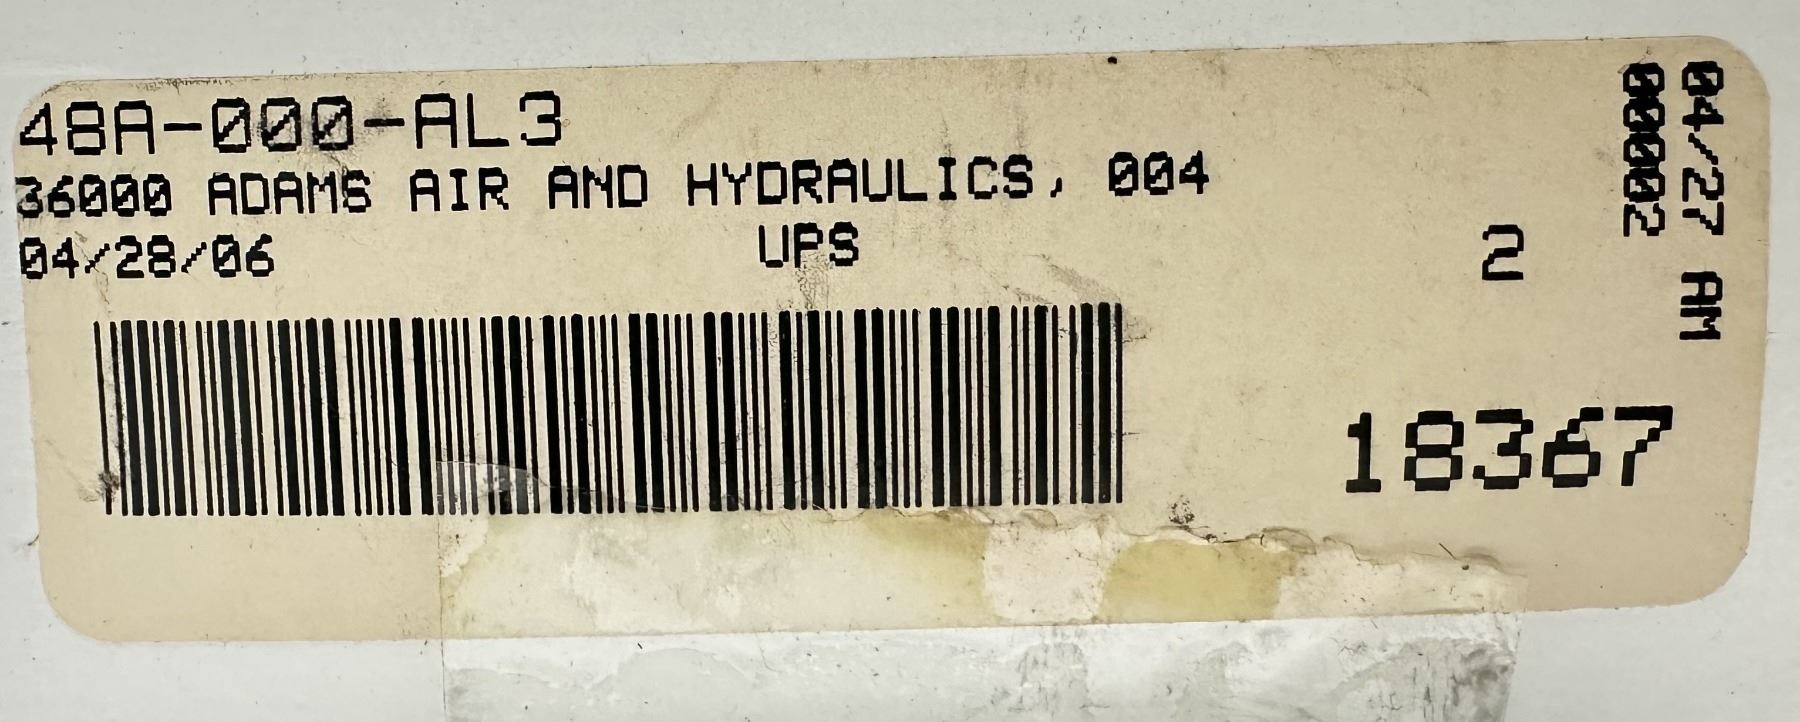 48A-000-AL3
36000 ADAMS AIR AND HYDRAULICS, 004
04/28/06 UPS
2
18367
04/27 AM
00002